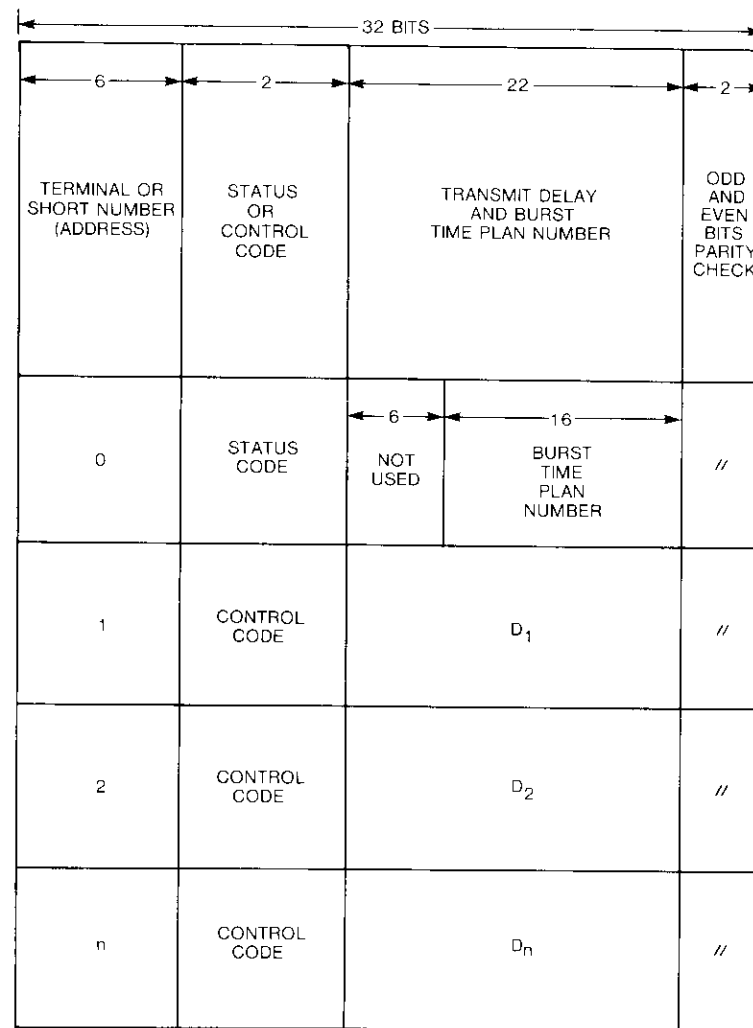 32 BITS
6
2
22
2
TERMINAL OR
SHORT NUMBER
(ADDRESS)
STATUS
OR
CONTROL
CODE
TRANSMIT DELAY
AND BURST
TIME PLAN NUMBER
ODD
AND
EVEN
BITS
PARITY
CHECK
0
STATUS
CODE
6
NOT
USED
16
BURST
TIME
PLAN
NUMBER
//
1
CONTROL
CODE
D1
//
2
CONTROL
CODE
D2
//
n
CONTROL
CODE
Dn
//